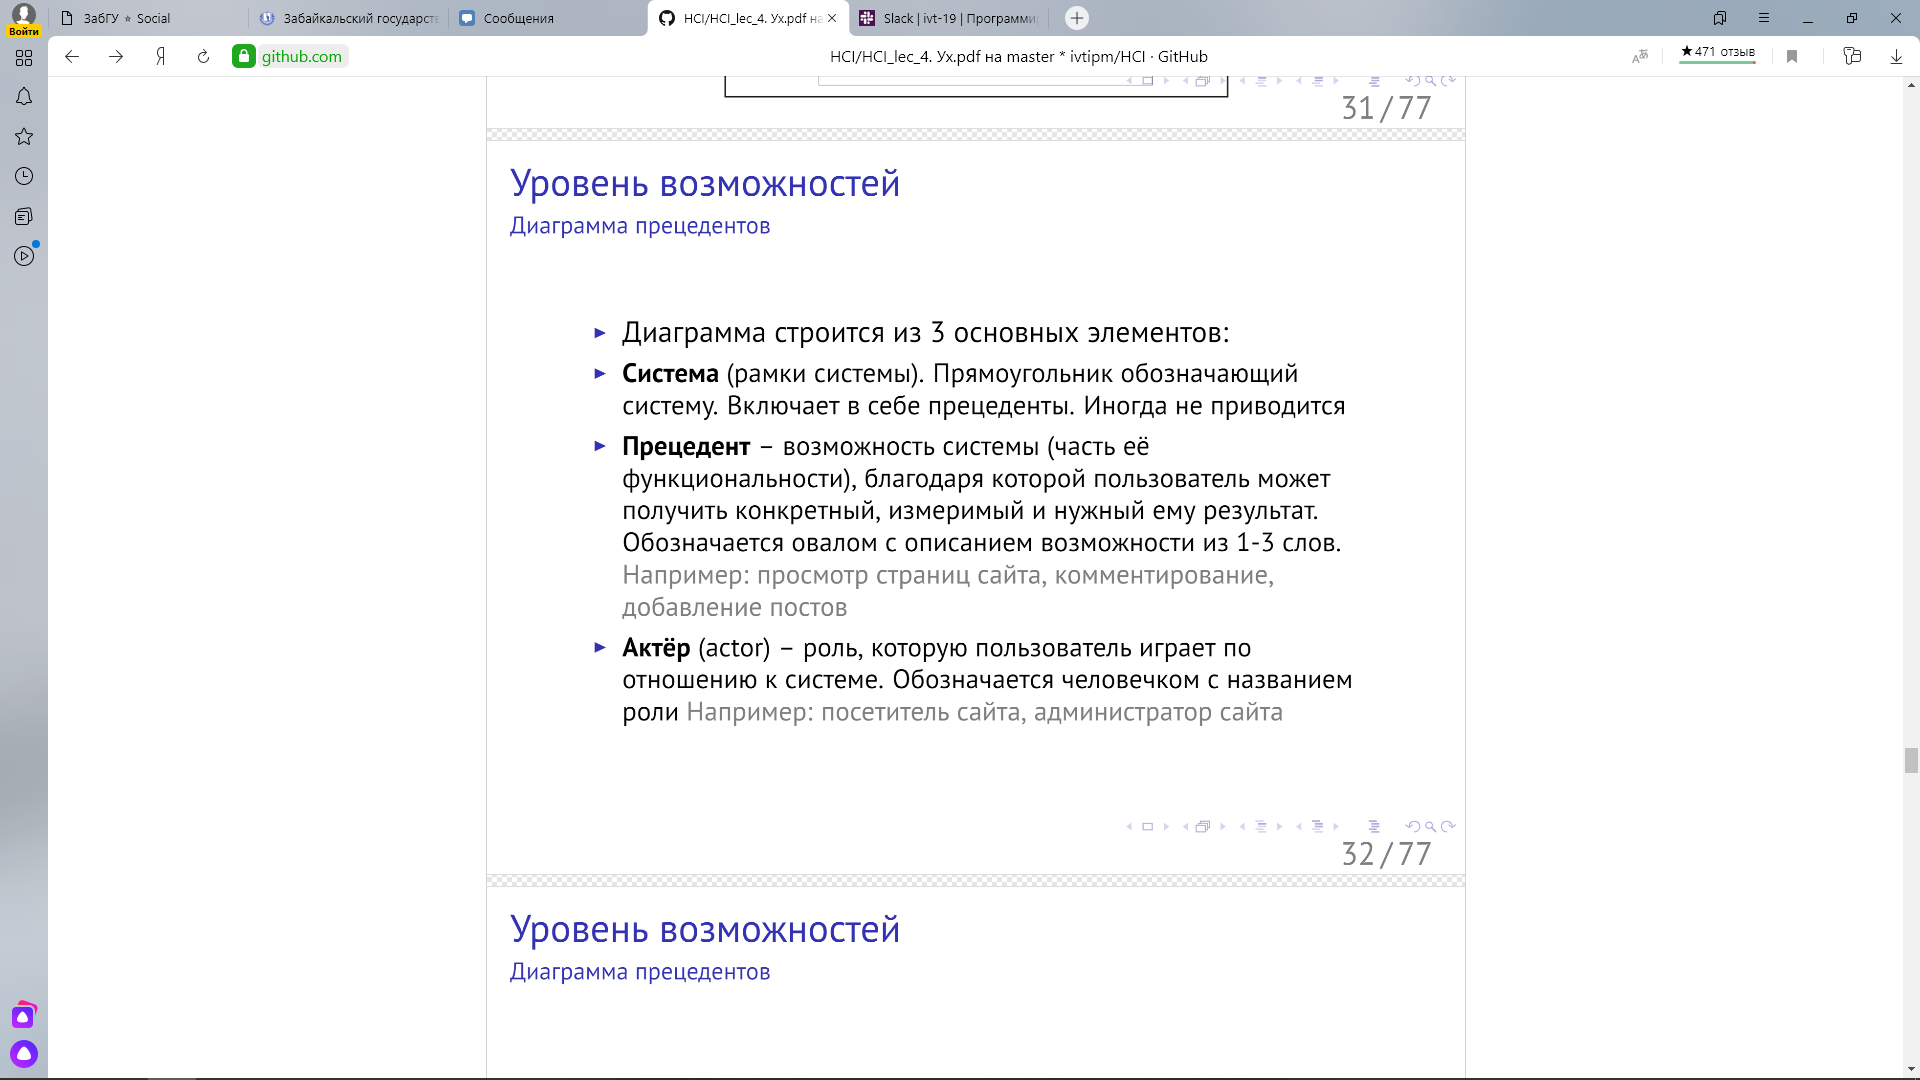 ЗабГУ ⭐ Social
Забайкальский государст
Сообщения
HCI/HCI_lec_4. Ух.pdf на
Slack | ivt-19 | Программи
Войти
github.com
HCI/HCI_lec_4. Ух.pdf на master * ivtipm/HCI · GitHub
★ 471 отзыв
31 / 77
Уровень возможностей
Диаграмма прецедентов
Диаграмма строится из 3 основных элементов:
Система (рамки системы). Прямоугольник обозначающий
систему. Включает в себе прецеденты. Иногда не приводится
Прецедент – возможность системы (часть её
функциональности), благодаря которой пользователь может
получить конкретный, измеримый и нужный ему результат.
Обозначается овалом с описанием возможности из 1-3 слов.
Например: просмотр страниц сайта, комментирование,
добавление постов
Актёр (actor) – роль, которую пользователь играет по
отношению к системе. Обозначается человечком с названием
роли Например: посетитель сайта, администратор сайта
32 / 77
Уровень возможностей
Диаграмма прецедентов